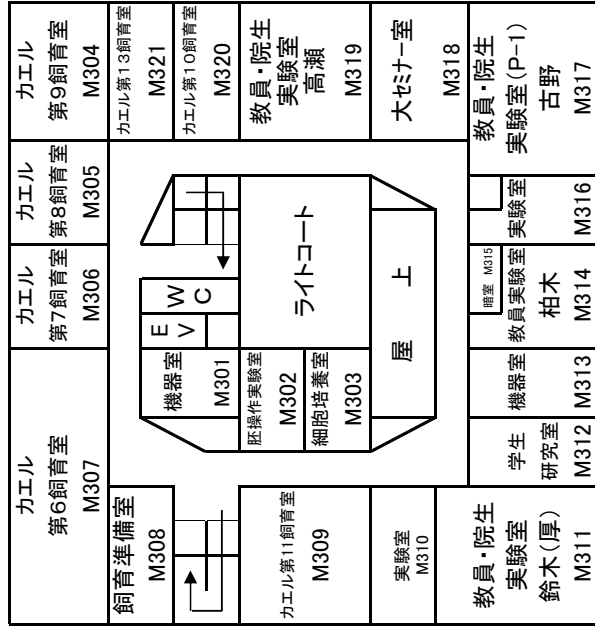 カエル
第9飼育室
M304
カエル
第8飼育室
M305
カエル
第7飼育室
M306
カエル
第6飼育室
M307
カエル第13飼育室
M321
カエル第10飼育室
M320
教員・院生
実験室
高瀬
M319
大セミナー室
M318
教員・院生
実験室(P-1)
古野
M317
実験室
M316
暗室 M315
教員実験室
柏木
M314
機器室
M313
学生
研究室
M312
教員・院生
実験室
鈴木(厚)
M311
実験室
M310
カエル第11飼育室
M309
飼育準備室
M308
機器室
M301
胚操作実験室
M302
細胞培養室
M303
EV
WC
ライトコート
屋上